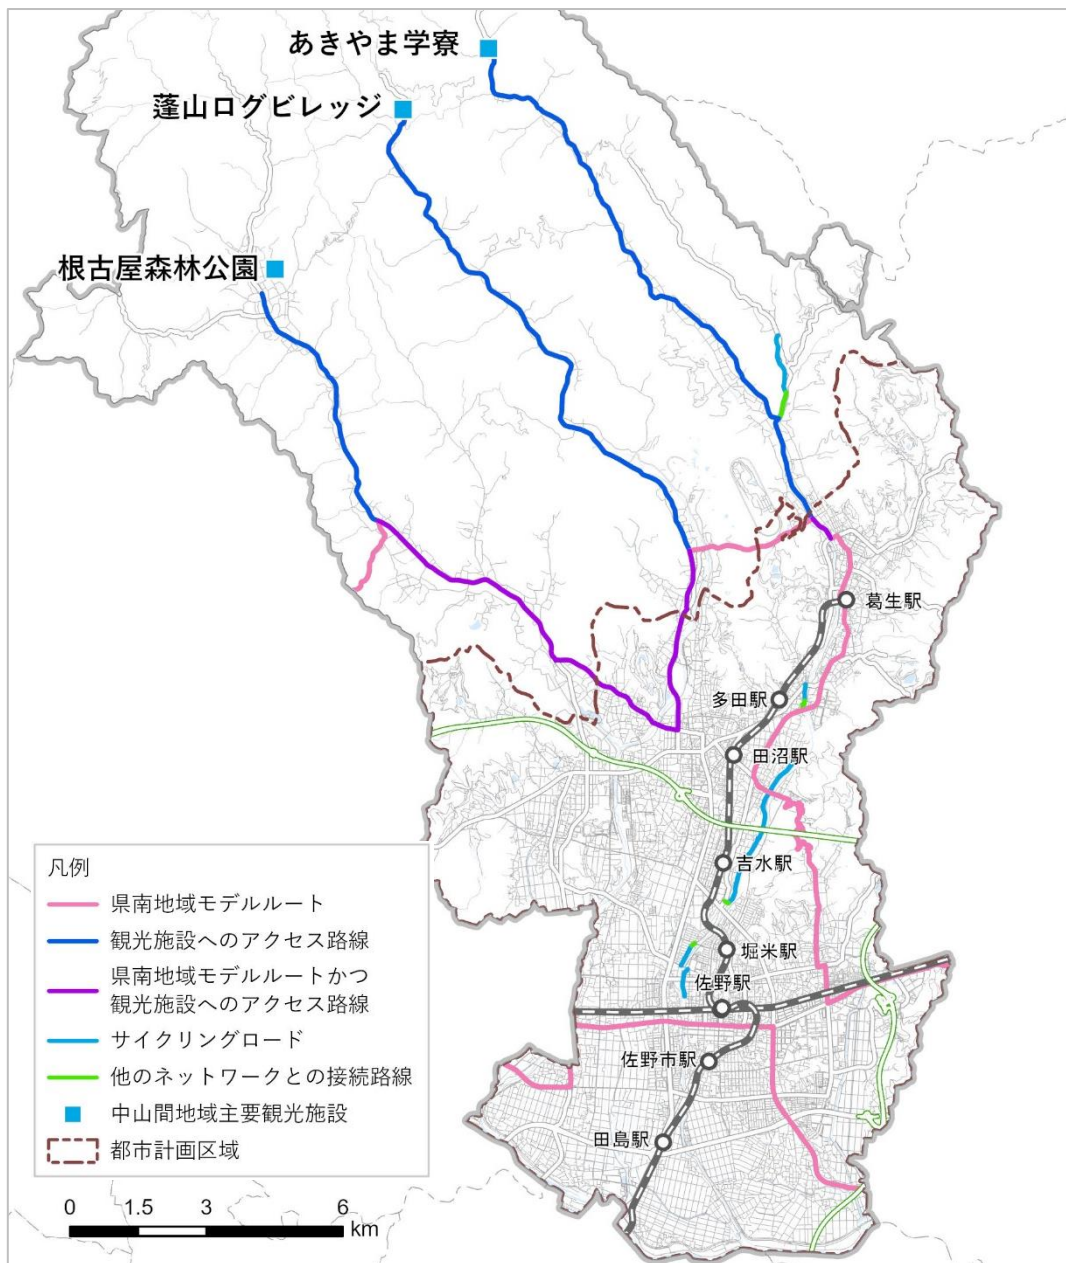 あきやま学寮
蓬山ログビレッジ
根古屋森林公園
葛生駅
多田駅
田沼駅
吉水駅
堀米駅
佐野駅
佐野市駅
田島駅
凡例
県南地域モデルルート
観光施設へのアクセス路線
県南地域モデルルートかつ
観光施設へのアクセス路線
サイクリングロード
他のネットワークとの接続路線
中山間地域主要観光施設
都市計画区域
0 1.5 3 6
km